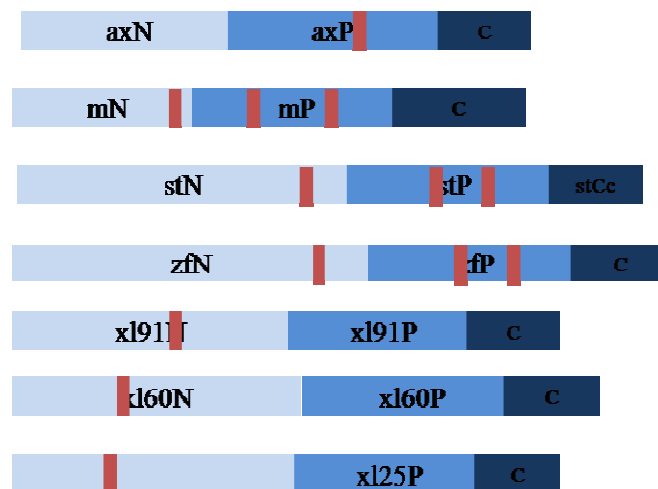 axN axP C
mN mP C
stN stP stCc
zfN zfP C
xl91N xl91P C
xl60N xl60P C
xl25P C